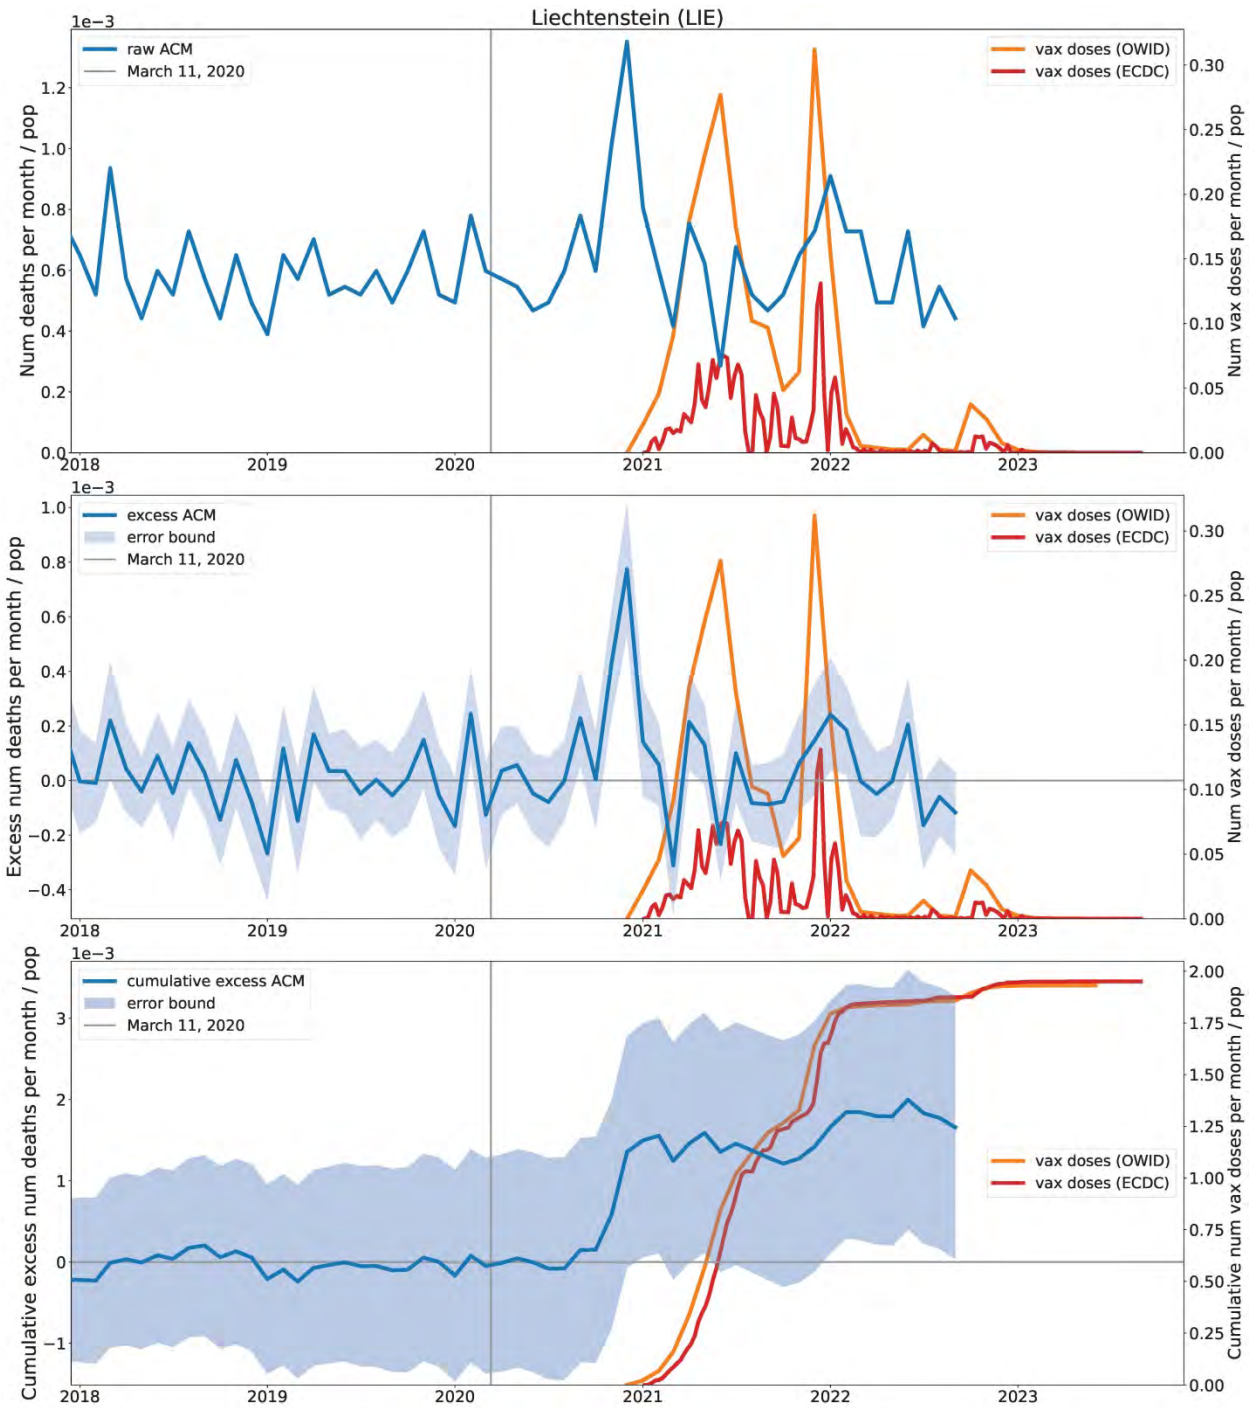 Liechtenstein (LIE)
1e−3
raw ACM
March 11, 2020
vax doses (OWID)
vax doses (ECDC)
Num deaths per month / pop
1.2
1.0
0.8
0.6
0.4
0.2
0.0
Num vax doses per month / pop
0.30
0.25
0.20
0.15
0.10
0.05
0.00
2018 2019 2020 2021 2022 2023
1e−3
excess ACM
error bound
March 11, 2020
vax doses (OWID)
vax doses (ECDC)
Excess num deaths per month / pop
1.0
0.8
0.6
0.4
0.2
0.0
−0.2
−0.4
Num vax doses per month / pop
0.30
0.25
0.20
0.15
0.10
0.05
0.00
2018 2019 2020 2021 2022 2023
1e−3
cumulative excess ACM
error bound
March 11, 2020
vax doses (OWID)
vax doses (ECDC)
Cumulative excess num deaths per month / pop
3
2
1
0
−1
Cumulative num vax doses per month / pop
2.00
1.75
1.50
1.25
1.00
0.75
0.50
0.25
0.00
2018 2019 2020 2021 2022 2023